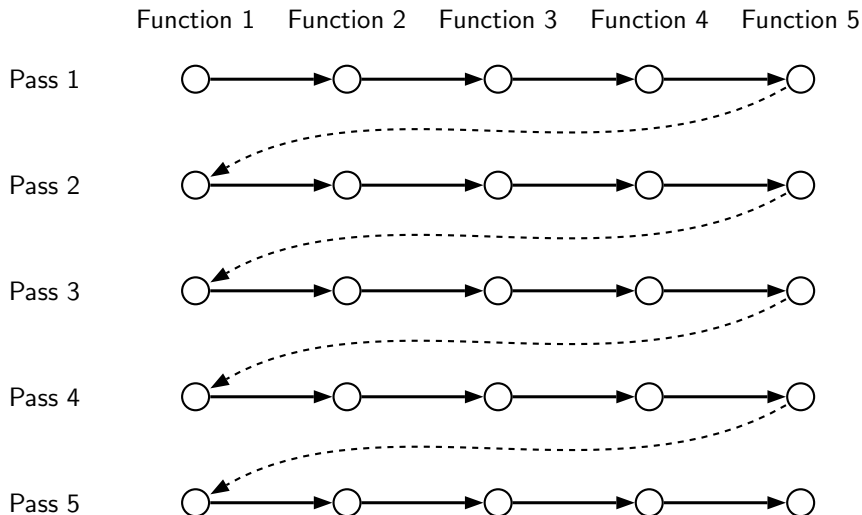 Function 1 Function 2 Function 3 Function 4 Function 5
Pass 1
Pass 2
Pass 3
Pass 4
Pass 5